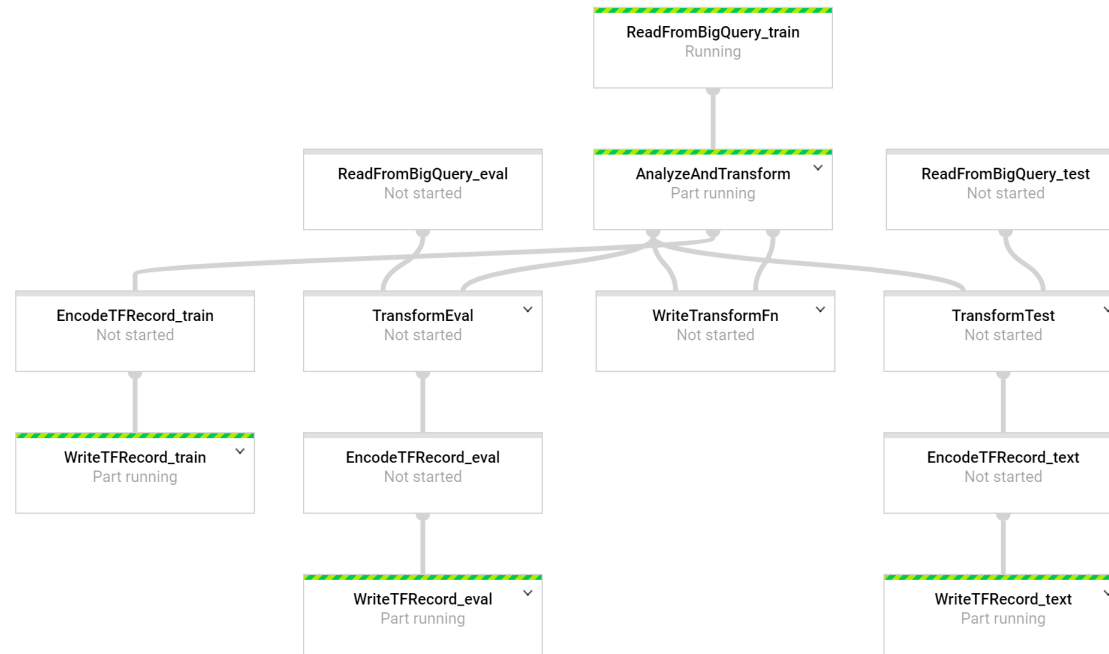 ReadFromBigQuery_train
Running
ReadFromBigQuery_eval
Not started
AnalyzeAndTransform
Part running
ReadFromBigQuery_test
Not started
EncodeTFRecord_train
Not started
TransformEval
Not started
WriteTransformFn
Not started
TransformTest
Not started
WriteTFRecord_train
Part running
EncodeTFRecord_eval
Not started
EncodeTFRecord_text
Not started
WriteTFRecord_eval
Part running
WriteTFRecord_text
Part running